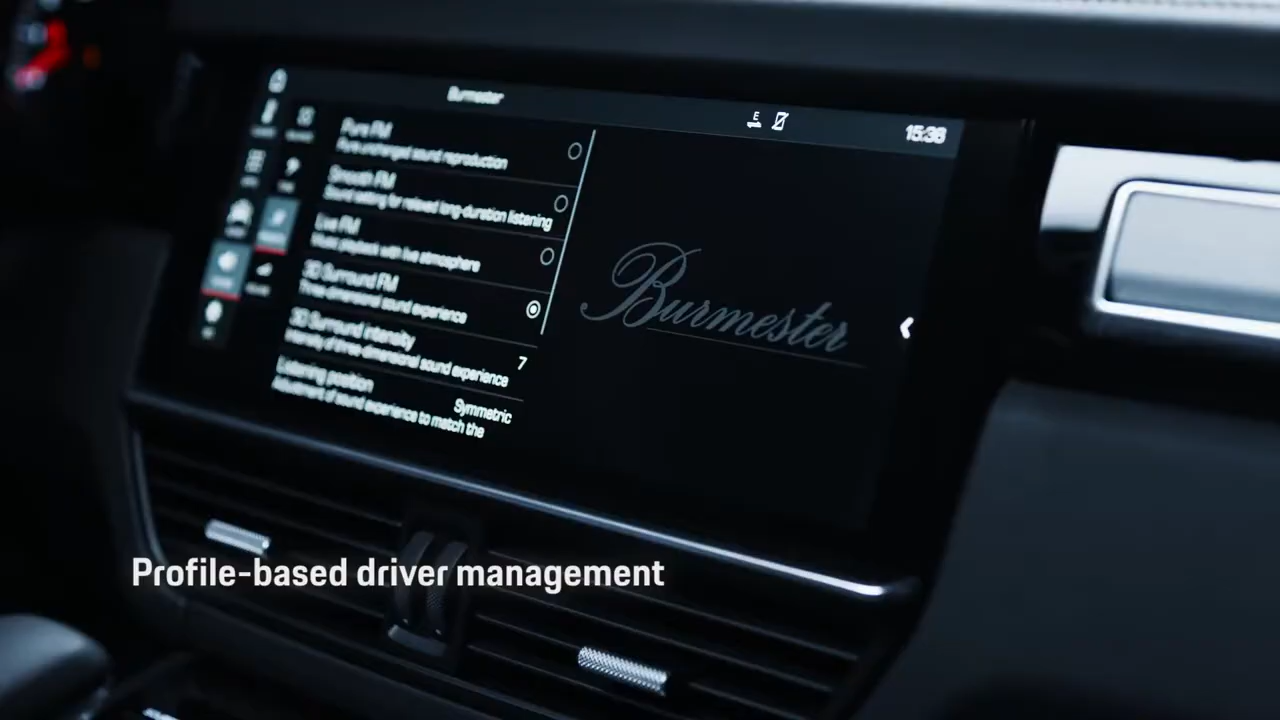 Burmester
E
15:36
Pure FM
Pure unchanged sound reproduction
Smooth FM
Sound setting for relaxed long-duration listening
Live FM
Music playback with live atmosphere
3D Surround FM
Three-dimensional sound experience
3D Surround intensity
Intensity of three-dimensional sound experience
7
Listening position
Symmetric
Adjustment of sound experience to match the
Burmester
Profile-based driver management